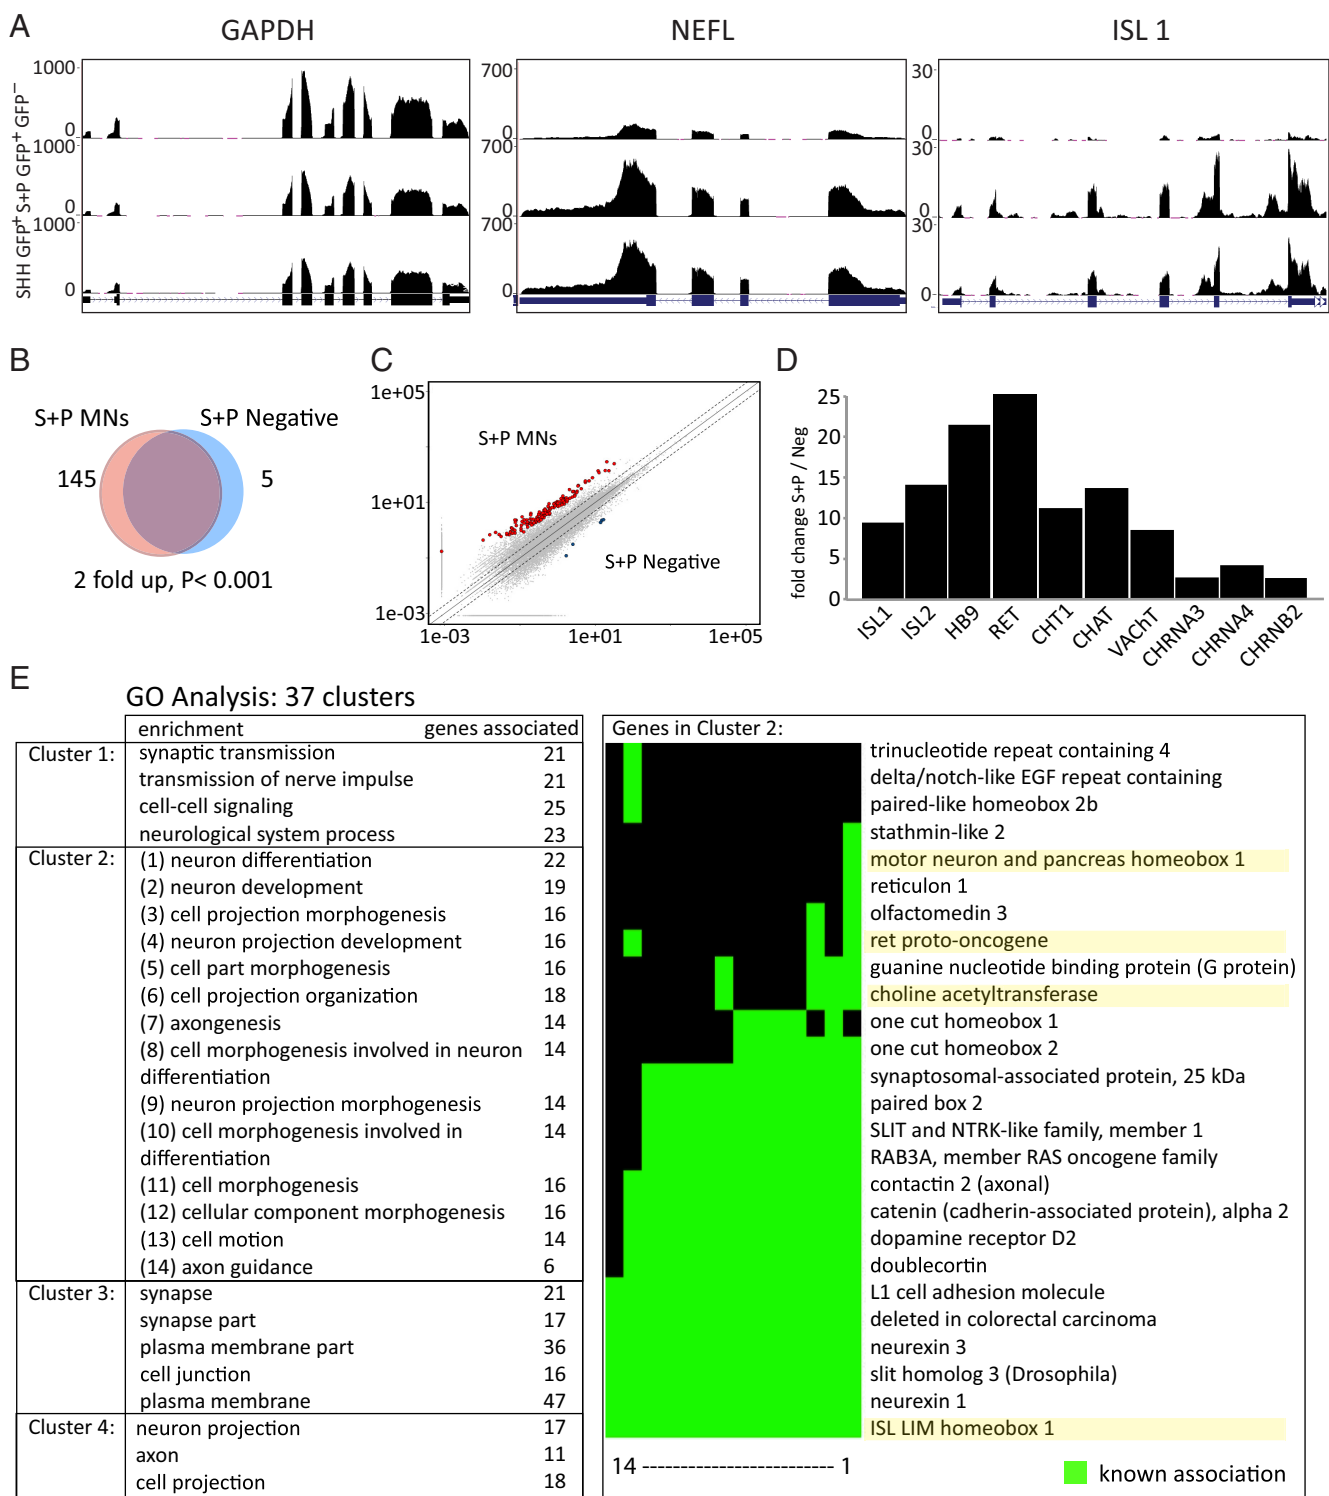 A
GAPDH
NEFL
ISL 1
SHH GFP+ S+P GFP+ GFP−
1000
0
1000
0
1000
0
700
0
700
0
700
0
30
0
30
0
30
0
B
S+P MNs
S+P Negative
145
5
2 fold up, P< 0.001
C
1e+05
1e+01
1e-03
S+P MNs
S+P Negative
1e-03
1e+01
1e+05
D
fold change S+P / Neg
25
20
15
10
5
0
ISL1
ISL2
HB9
RET
CHT1
CHAT
VAChT
CHRNA3
CHRNA4
CHRNB2
E
GO Analysis: 37 clusters
enrichment genes associated
Cluster 1: synaptic transmission 21
transmission of nerve impulse 21
cell-cell signaling 25
neurological system process 23
Cluster 2: (1) neuron differentiation 22
(2) neuron development 19
(3) cell projection morphogenesis 16
(4) neuron projection development 16
(5) cell part morphogenesis 16
(6) cell projection organization 18
(7) axongenesis 14
(8) cell morphogenesis involved in neuron 14
differentiation
(9) neuron projection morphogenesis 14
(10) cell morphogenesis involved in 14
differentiation
(11) cell morphogenesis 16
(12) cellular component morphogenesis 16
(13) cell motion 14
(14) axon guidance 6
Cluster 3: synapse 21
synapse part 17
plasma membrane part 36
cell junction 16
plasma membrane 47
Cluster 4: neuron projection 17
axon 11
cell projection 18
Genes in Cluster 2:
trinucleotide repeat containing 4
delta/notch-like EGF repeat containing
paired-like homeobox 2b
stathmin-like 2
motor neuron and pancreas homeobox 1
reticulon 1
olfactomedin 3
ret proto-oncogene
guanine nucleotide binding protein (G protein)
choline acetyltransferase
one cut homeobox 1
one cut homeobox 2
synaptosomal-associated protein, 25 kDa
paired box 2
SLIT and NTRK-like family, member 1
RAB3A, member RAS oncogene family
contactin 2 (axonal)
catenin (cadherin-associated protein), alpha 2
dopamine receptor D2
doublecortin
L1 cell adhesion molecule
deleted in colorectal carcinoma
neurexin 3
slit homolog 3 (Drosophila)
neurexin 1
ISL LIM homeobox 1
14 ------------------------- 1
known association